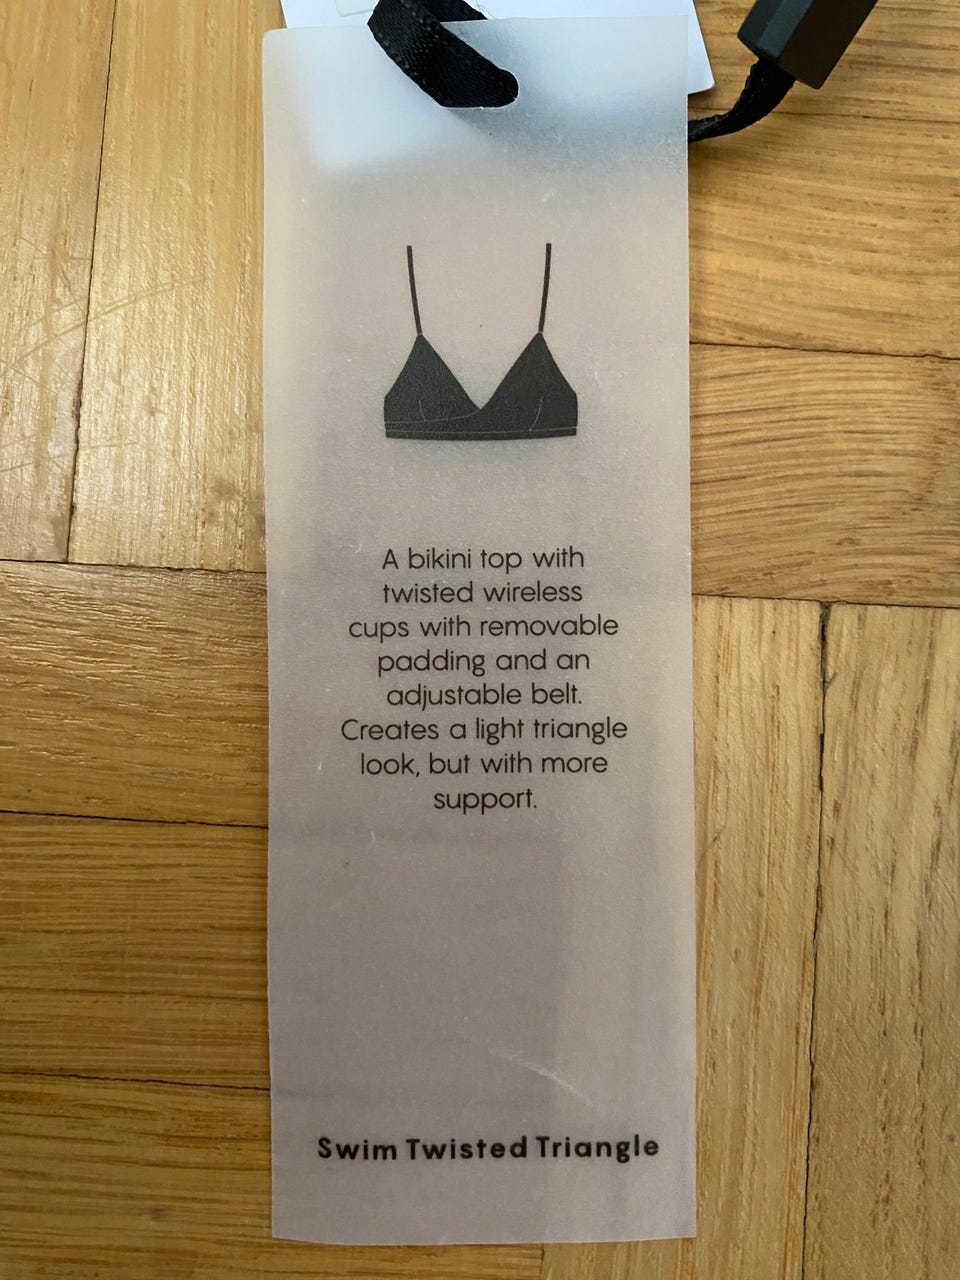 A bikini top with
twisted wireless
cups with removable
padding and an
adjustable belt.
Creates a light triangle
look, but with more
support.
Swim Twisted Triangle